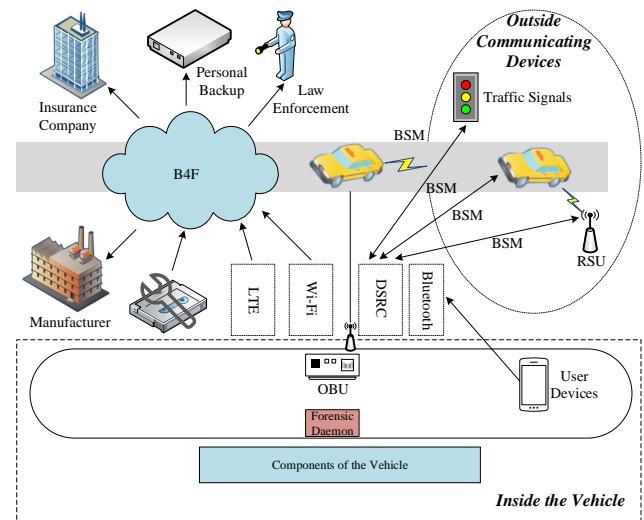 Outside
Communicating
Devices
Personal
Backup
Law
Enforcement
Insurance
Company
Traffic Signals
BSM
B4F
BSM
BSM
BSM
RSU
Manufacturer
LTE
Wi-Fi
DSRC
Bluetooth
OBU
User
Devices
Forensic
Daemon
Components of the Vehicle
Inside the Vehicle